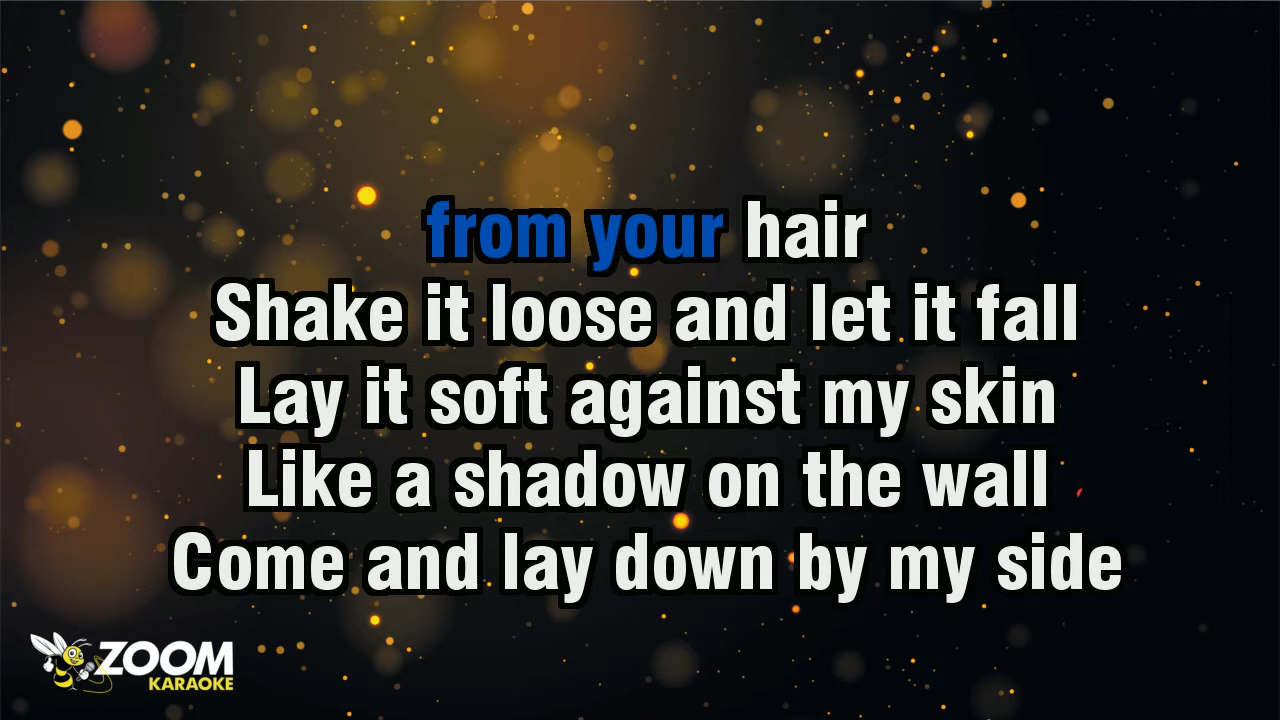 from your hair
Shake it loose and let it fall
Lay it soft against my skin
Like a shadow on the wall
Come and lay down by my side
ZOOM
KARAOKE